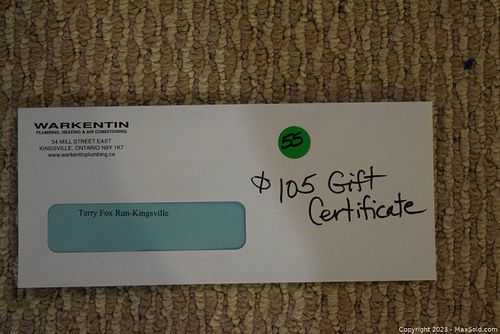 WARKENTIN
PLUMBING, HEATING & AIR CONDITIONING
54 MILL STREET EAST
KINGSVILLE, ONTARIO N9Y 1K7
www.warkentinplumbing.ca
55
$105 Gift
Certificate
Terry Fox Run-Kingsville
Copyright 2023 - MaxSold.com